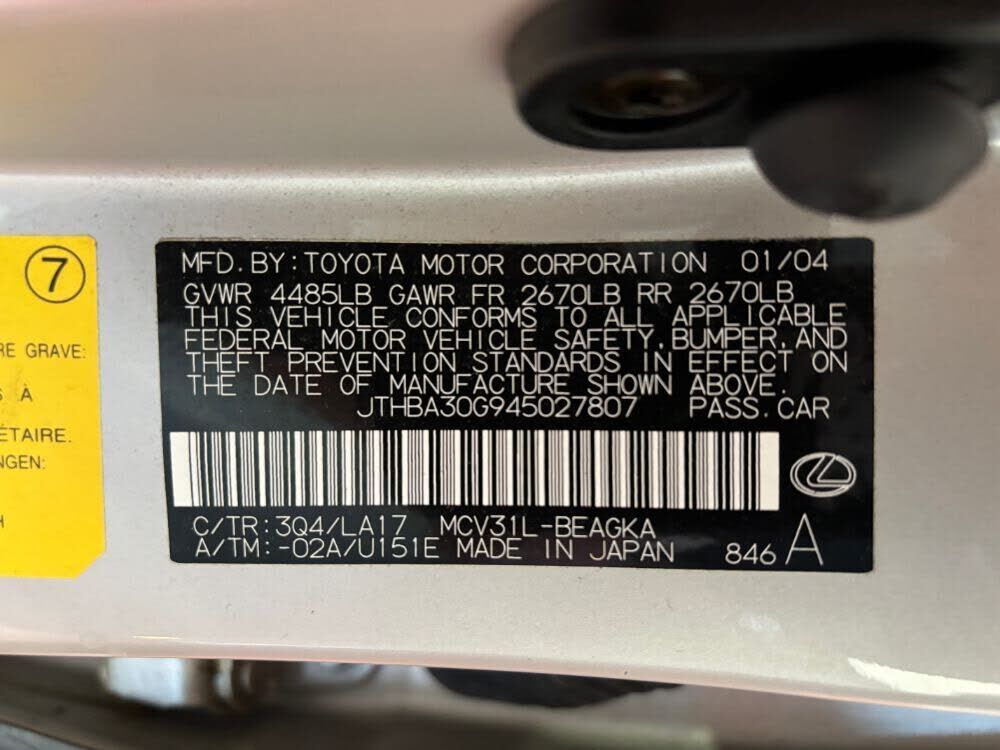 7
RE GRAVE:
S À
ÉTAIRE.
NGEN:
H
MFD.BY:TOYOTA MOTOR CORPORATION 01/04
GVWR 4485LB GAWR FR 2670LB RR 2670LB
THIS VEHICLE CONFORMS TO ALL APPLICABLE
FEDERAL MOTOR VEHICLE SAFETY,BUMPER,AND
THEFT PREVENTION STANDARDS IN EFFECT ON
THE DATE OF MANUFACTURE SHOWN ABOVE.
JTHBA30G945027807 PASS.CAR
C/TR:3Q4/LA17 MCV31L-BEAGKA
A/TM:-02A/U151E MADE IN JAPAN 846 A